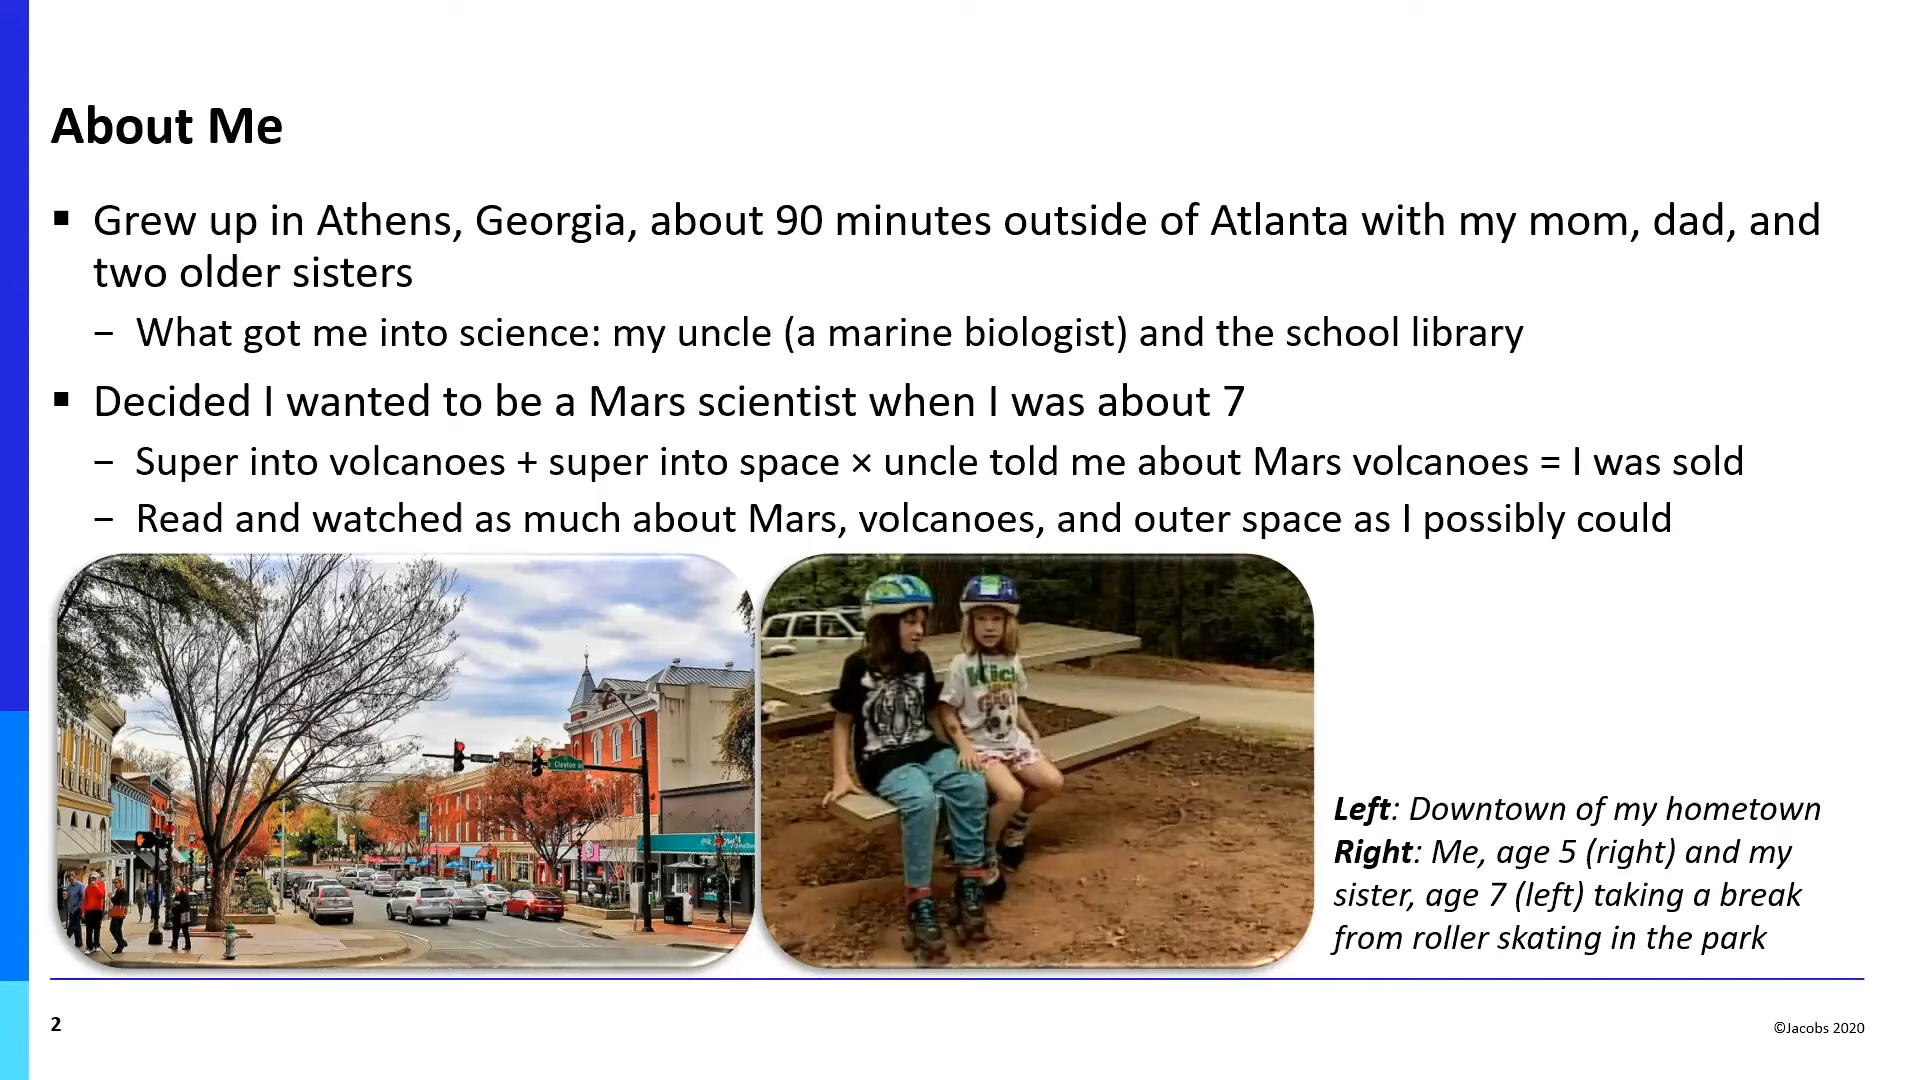 About Me
▪ Grew up in Athens, Georgia, about 90 minutes outside of Atlanta with my mom, dad, and
two older sisters
– What got me into science: my uncle (a marine biologist) and the school library
▪ Decided I wanted to be a Mars scientist when I was about 7
– Super into volcanoes + super into space × uncle told me about Mars volcanoes = I was sold
– Read and watched as much about Mars, volcanoes, and outer space as I possibly could
Clayton
Kick
Left: Downtown of my hometown
Right: Me, age 5 (right) and my
sister, age 7 (left) taking a break
from roller skating in the park
2
©Jacobs 2020